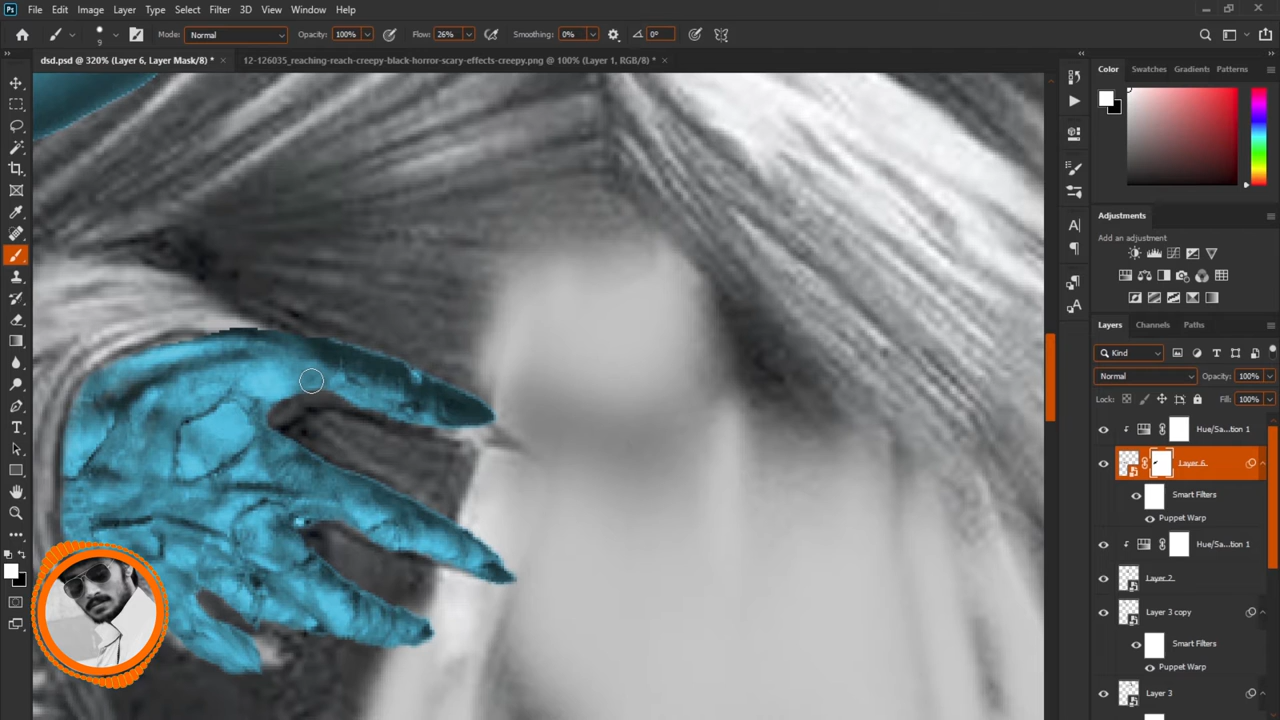 Ps File Edit Image Layer Type Select Filter 3D View Window Help
9 Mode: Normal Opacity: 100% Flow: 26% Smoothing: 0% 0°
dsd.psd @ 320% (Layer 6, Layer Mask/8) * × 12-126035_reaching-reach-creepy-black-horror-scary-effects-creepy.png @ 100% (Layer 1, RGB/8) * ×
Color Swatches Gradients Patterns
Adjustments
Add an adjustment
Layers Channels Paths
Kind
Normal Opacity: 100%
Lock: Fill: 100%
Hue/Sa...tion 1
Layer 6
Smart Filters
Puppet Warp
Hue/Sa...tion 1
Layer 2
Layer 3 copy
Smart Filters
Puppet Warp
Layer 3